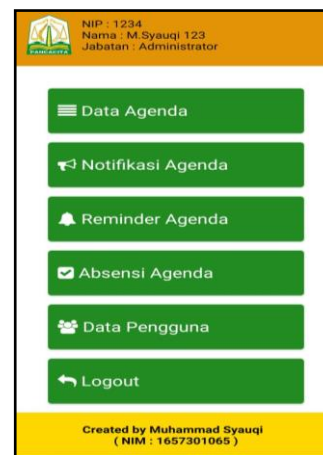 NIP : 1234
Nama : M.Syauqi 123
Jabatan : Administrator
PANCACITA
Data Agenda
Notifikasi Agenda
Reminder Agenda
Absensi Agenda
Data Pengguna
Logout
Created by Muhammad Syauqi
( NIM : 1657301065 )